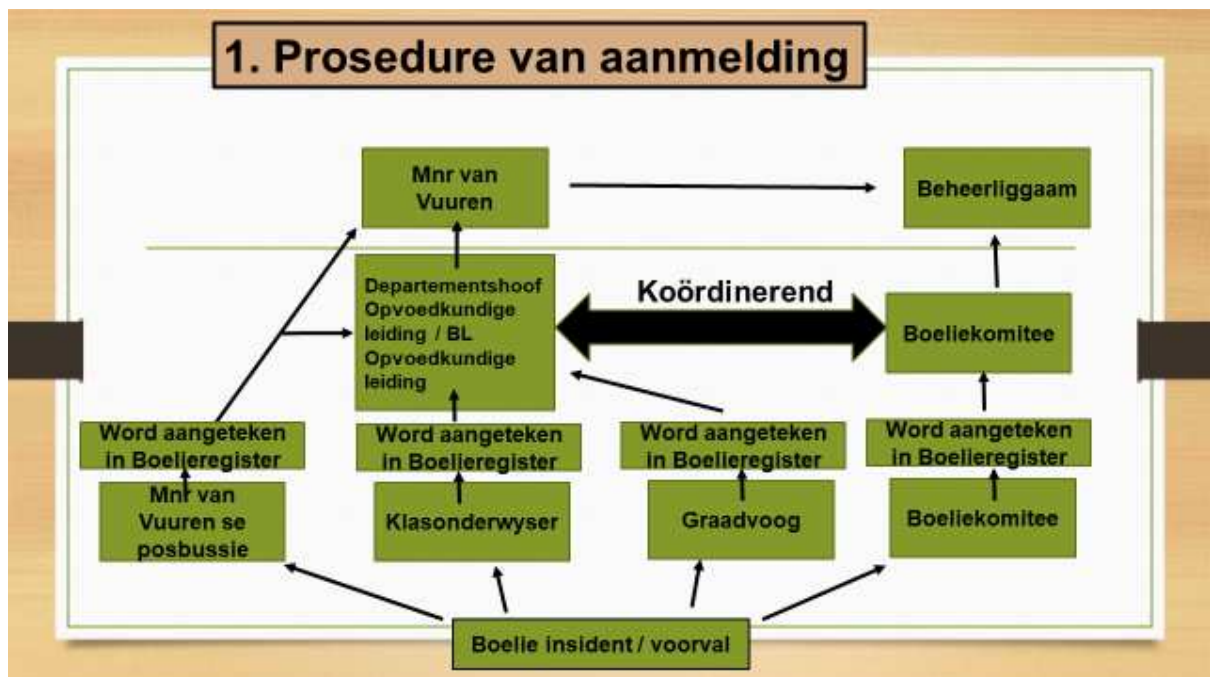 1. Prosedure van aanmelding
Mnr van
Vuuren
Beheerliggaam
Departementshoof
Opvoedkundige
leiding / BL
Opvoedkundige
leiding
Koördinerend
Boeliekomitee
Word aangeteken
in Boelieregister
Word aangeteken
in Boelieregister
Word aangeteken
in Boelieregister
Word aangeteken
in Boelieregister
Mnr van
Vuuren se
posbussie
Klasonderwyser
Graadvoog
Boeliekomitee
Boelie insident / voorval